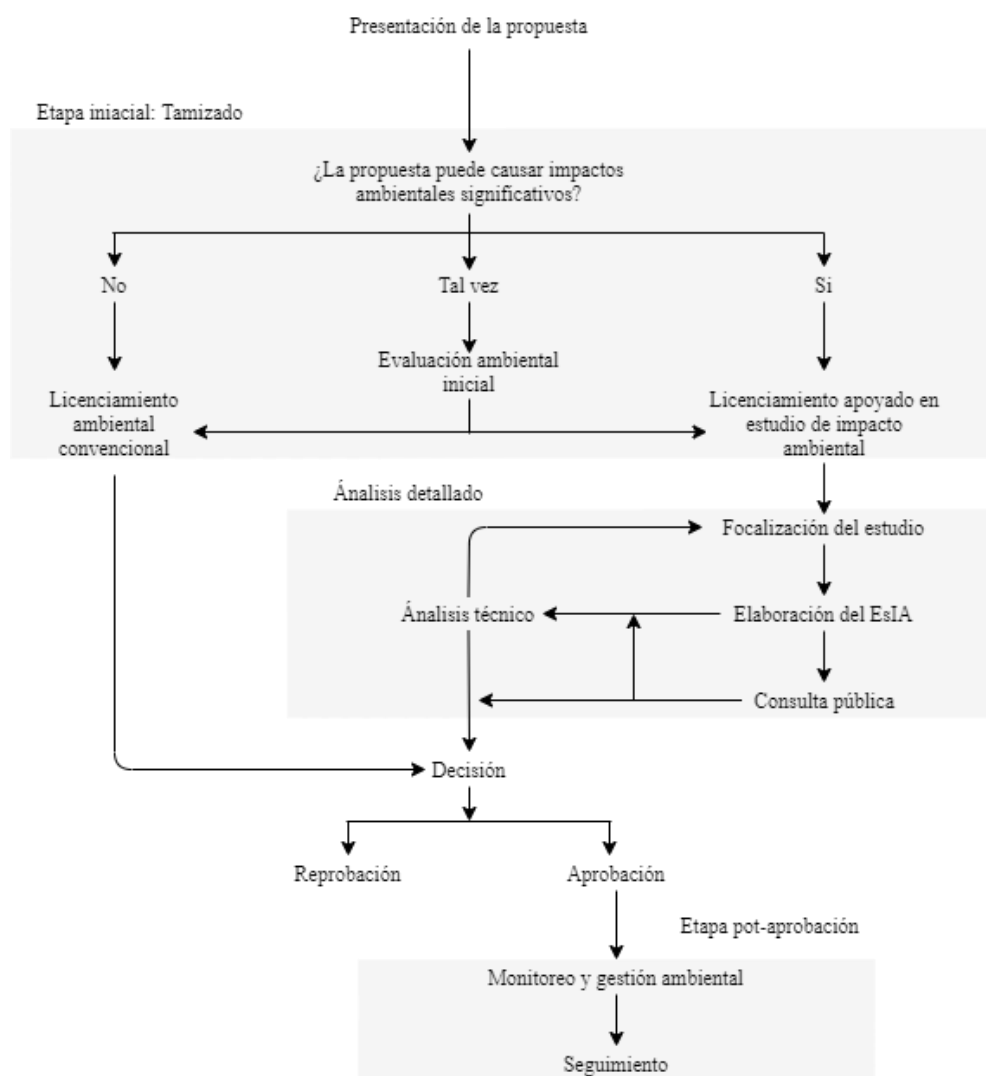 Presentación de la propuesta
Etapa iniacial: Tamizado
¿La propuesta puede causar impactos
ambientales significativos?
No
Tal vez
Si
Evaluación ambiental
inicial
Licenciamiento
ambiental
convencional
Licenciamiento apoyado en
estudio de impacto
ambiental
Ánalisis detallado
Focalización del estudio
Ánalisis técnico
Elaboración del EsIA
Consulta pública
Decisión
Reprobación
Aprobación
Etapa pot-aprobación
Monitoreo y gestión ambiental
Seguimiento